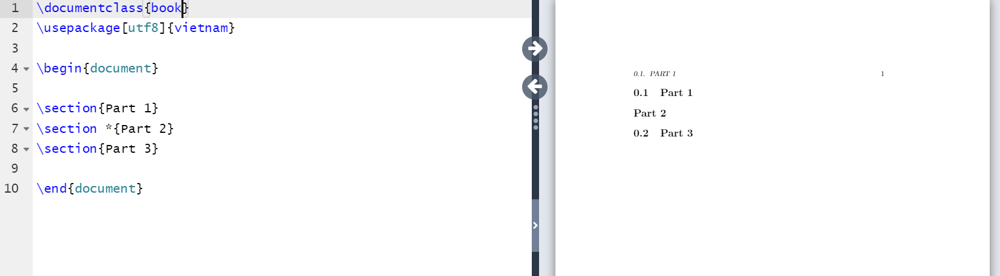 1 \documentclass{book}
2 \usepackage[utf8]{vietnam}
3
4 \begin{document}
5
6 \section{Part 1}
7 \section *{Part 2}
8 \section{Part 3}
9
10 \end{document}
0.1. PART 1 1
0.1 Part 1
Part 2
0.2 Part 3